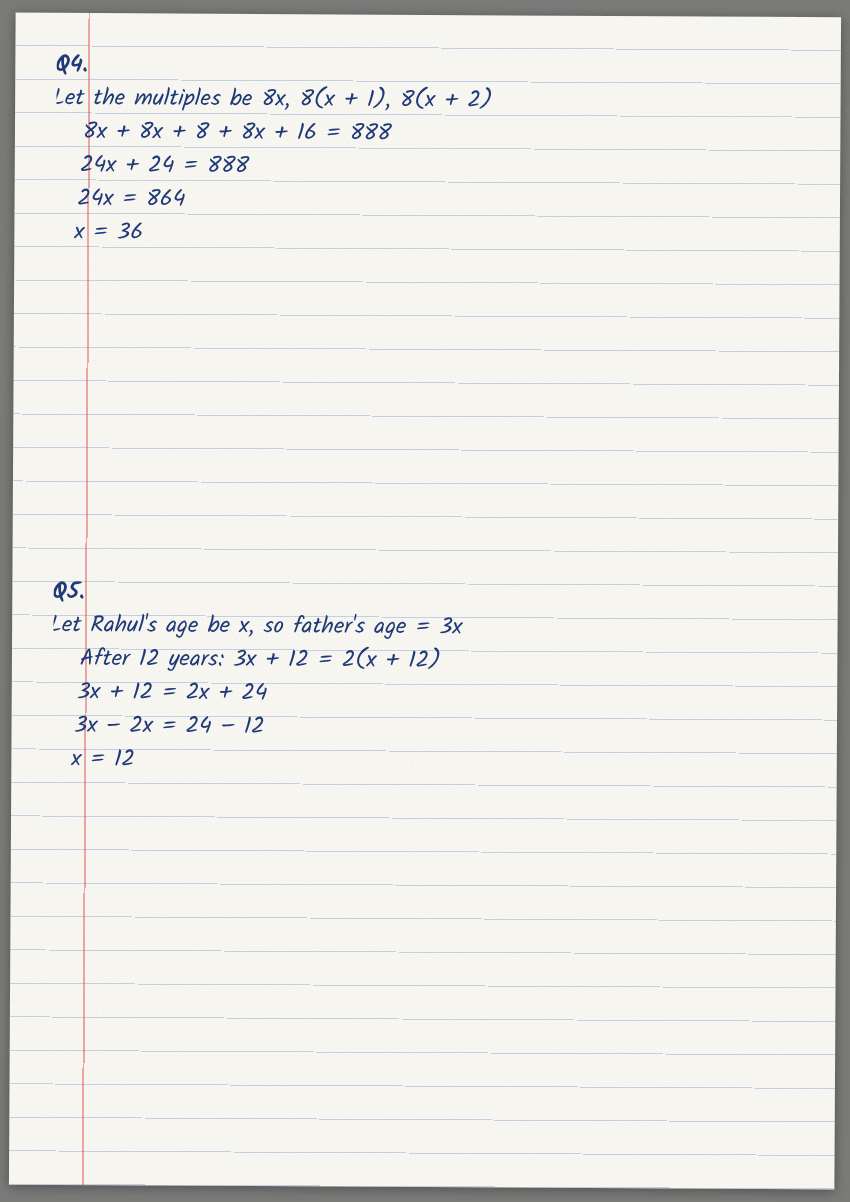 Q4.
Let the multiples be 8x, 8(x + 1), 8(x + 2)
8x + 8x + 8 + 8x + 16 = 888
24x + 24 = 888
24x = 864
x = 36
Q5.
Let Rahul's age be x, so father's age = 3x
After 12 years: 3x + 12 = 2(x + 12)
3x + 12 = 2x + 24
3x − 2x = 24 − 12
x = 12